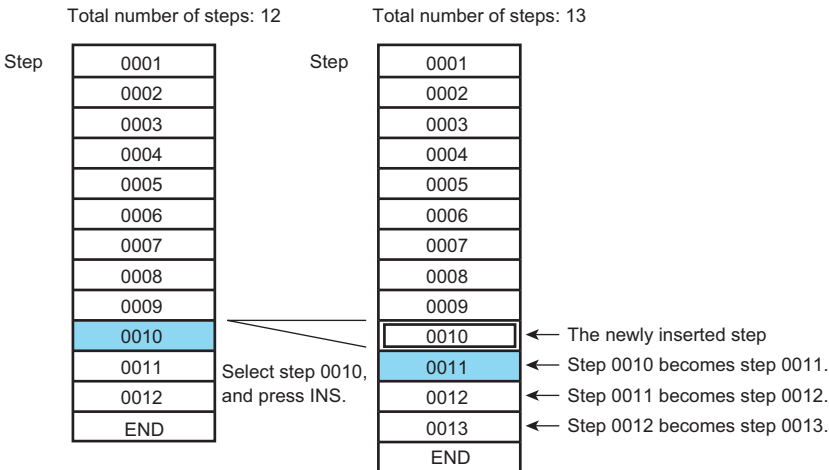 Total number of steps: 12
Step
0001
0002
0003
0004
0005
0006
0007
0008
0009
0010
0011
0012
END
Select step 0010,
and press INS.
Total number of steps: 13
Step
0001
0002
0003
0004
0005
0006
0007
0008
0009
0010
The newly inserted step
0011
Step 0010 becomes step 0011.
0012
Step 0011 becomes step 0012.
0013
Step 0012 becomes step 0013.
END